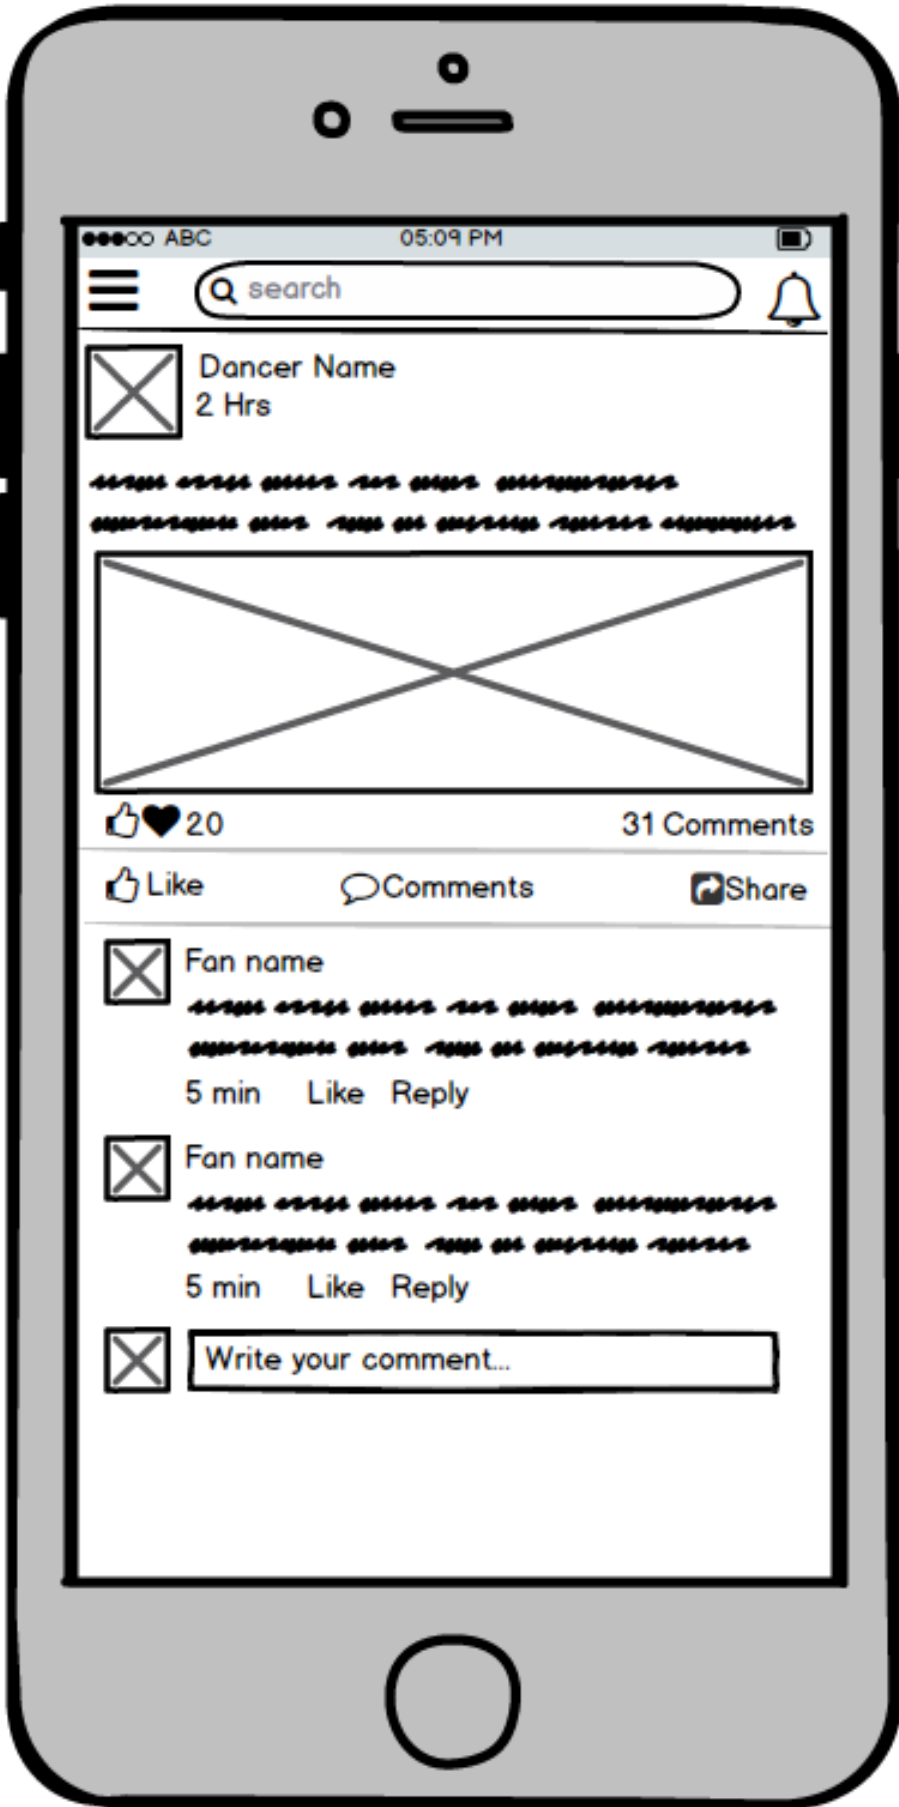 ABC 05:09 PM
search
Dancer Name
2 Hrs
20 31 Comments
Like Comments Share
Fan name
5 min Like Reply
Fan name
5 min Like Reply
Write your comment...